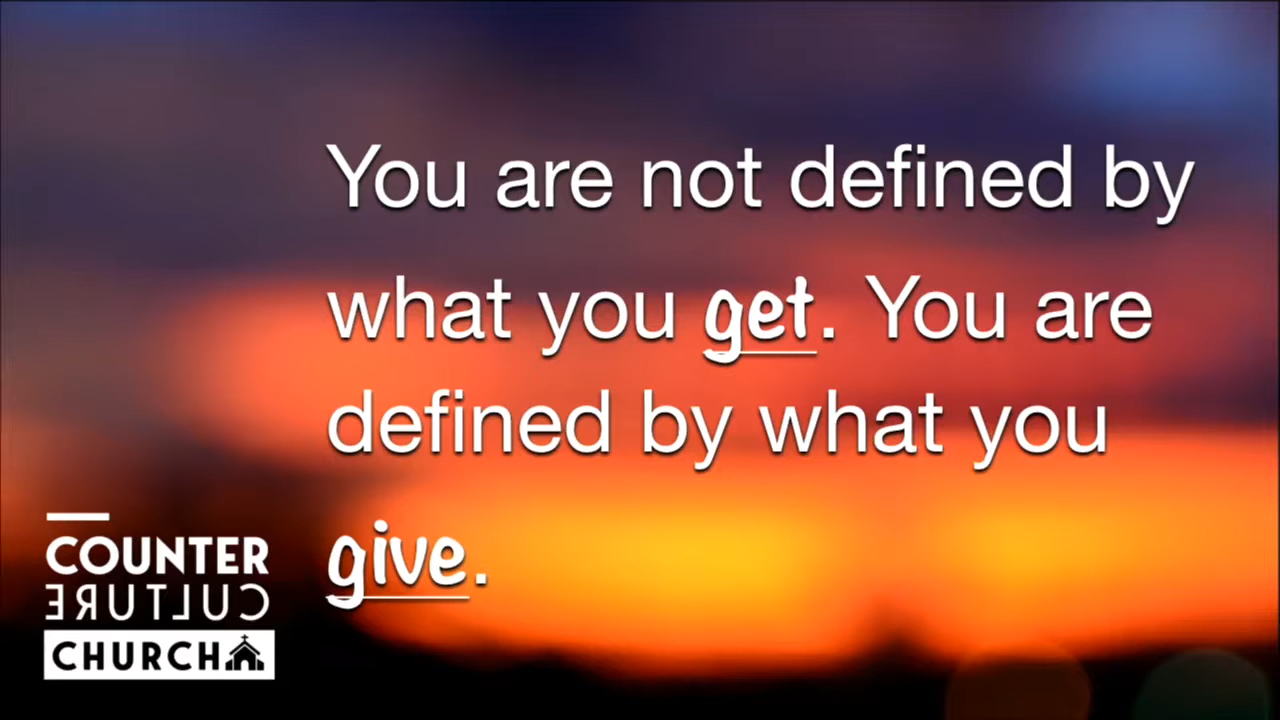 You are not defined by
what you get. You are
defined by what you
give.
COUNTER
CULTURE
CHURCH